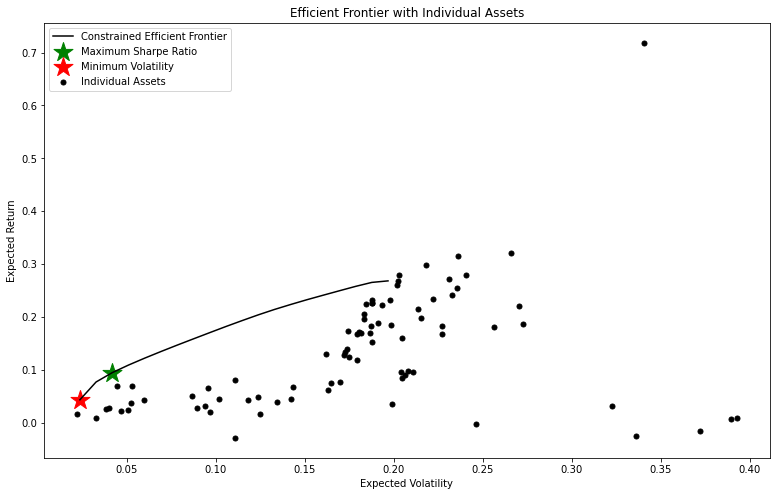 Efficient Frontier with Individual Assets
Constrained Efficient Frontier
Maximum Sharpe Ratio
Minimum Volatility
Individual Assets
0.7
0.6
0.5
0.4
0.3
0.2
0.1
0.0
Expected Return
0.05
0.10
0.15
0.20
0.25
0.30
0.35
0.40
Expected Volatility